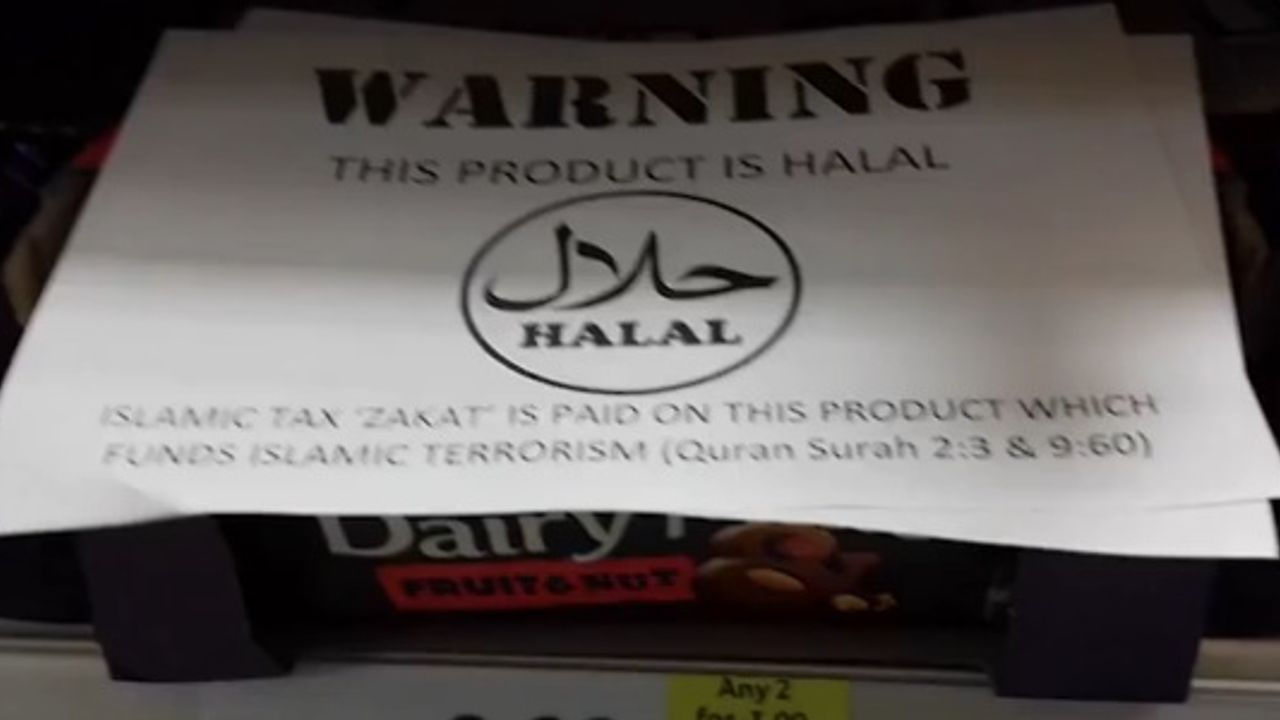 WARNING
THIS PRODUCT IS HALAL
حلال
HALAL
ISLAMIC TAX 'ZAKAT' IS PAID ON THIS PRODUCT WHICH
FUNDS ISLAMIC TERRORISM (Quran Surah 2:3 & 9:60)
Dairy
FRUIT & NUT
Any 2
for